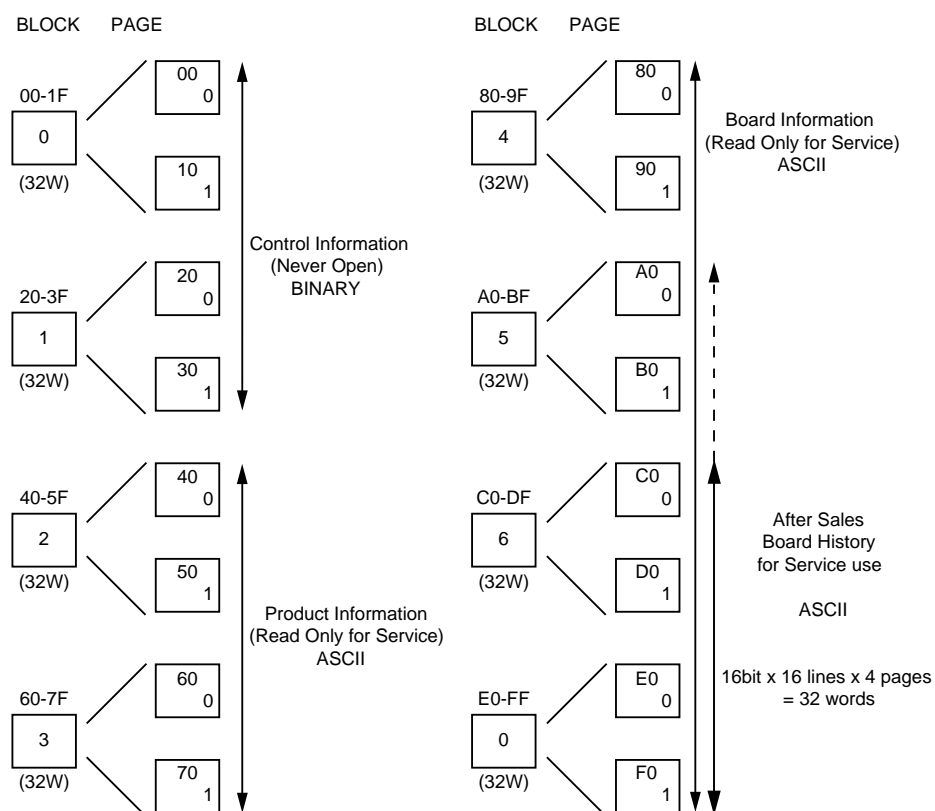 BLOCK PAGE
00-1F
0
(32W)
00
0
10
1
20-3F
1
(32W)
20
0
30
1
Control Information
(Never Open)
BINARY
40-5F
2
(32W)
40
0
50
1
60-7F
3
(32W)
60
0
70
1
Product Information
(Read Only for Service)
ASCII
BLOCK PAGE
80-9F
4
(32W)
80
0
90
1
Board Information
(Read Only for Service)
ASCII
A0-BF
5
(32W)
A0
0
B0
1
C0-DF
6
(32W)
C0
0
D0
1
E0-FF
0
(32W)
E0
0
F0
1
After Sales
Board History
for Service use
ASCII
16bit x 16 lines x 4 pages
= 32 words